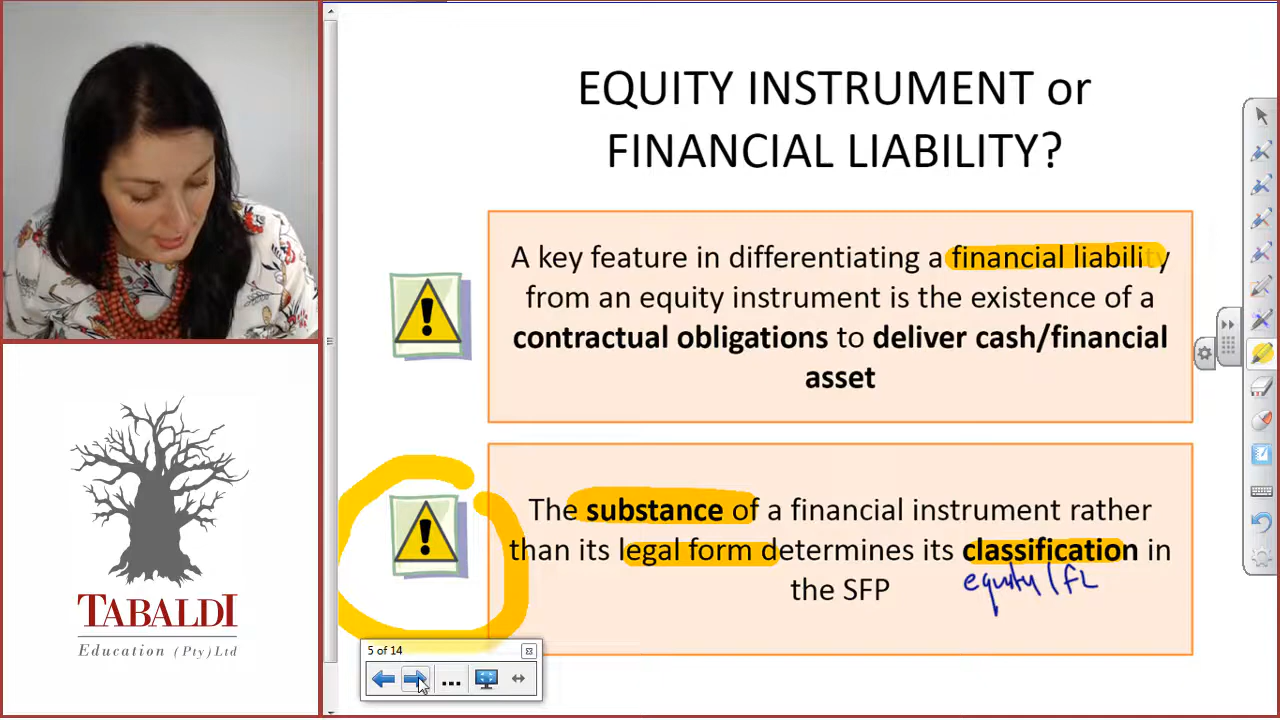 EQUITY INSTRUMENT or
FINANCIAL LIABILITY?
A key feature in differentiating a financial liability
from an equity instrument is the existence of a
contractual obligations to deliver cash/financial
asset
The substance of a financial instrument rather
than its legal form determines its classification in
the SFP
equity/FL
5 of 14
TABALDI
Education (Pty) Ltd